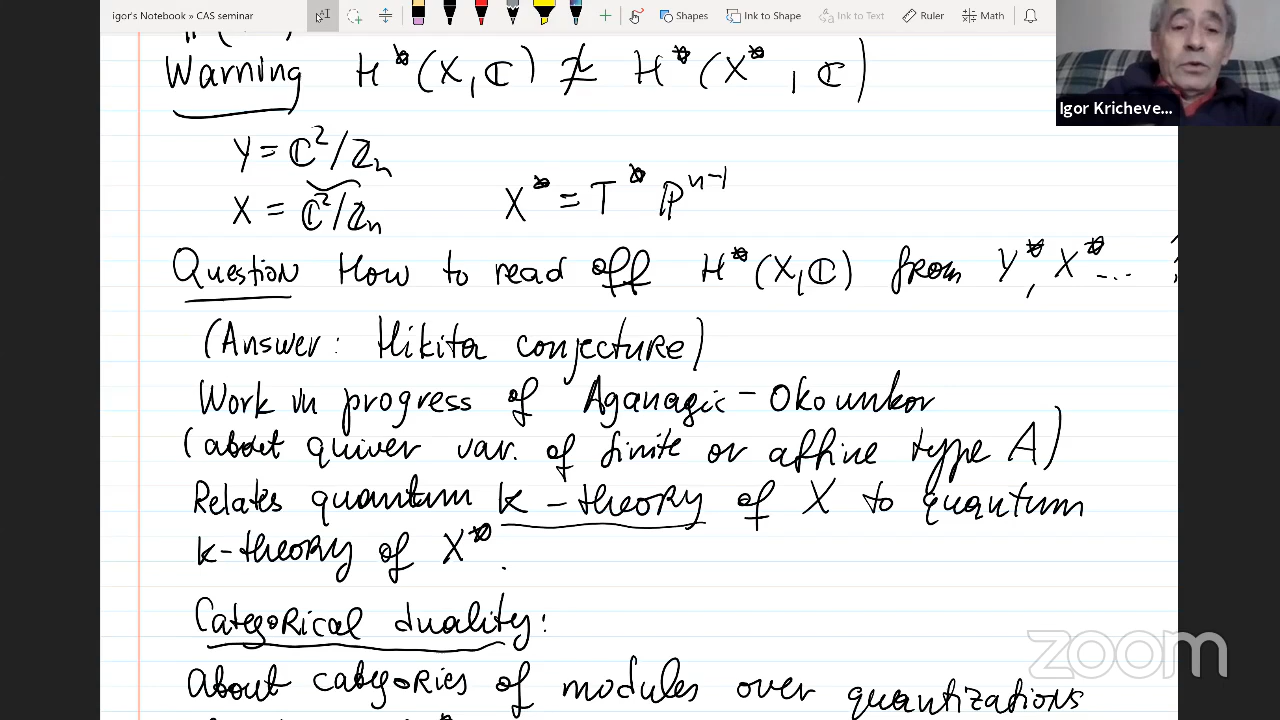 igor's Notebook » CAS seminar
Shapes Ink to Shape Ink to Text Ruler Math
Igor Kricheve...
Warning H*(X, ℂ) ≄ H*(X*, ℂ)
Y = ℂ²/ℤₙ
X = ℂ²/ℤₙ X* = T*ℙⁿ⁻¹
Question How to read off H*(X, ℂ) from Y*, X* ... ?
(Answer: Hikita conjecture)
Work in progress of Aganagic - Okounkov
(about quiver var. of finite or affine type A)
Relates quantum K-theory of X to quantum
K-theory of X*.
Categorical duality:
About categories of modules over quantizations
zoom